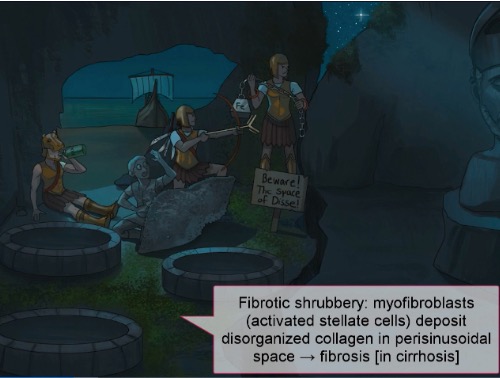 Fe
Beware!
The space
of Disse!
Fibrotic shrubbery: myofibroblasts
(activated stellate cells) deposit
disorganized collagen in perisinusoidal
space → fibrosis [in cirrhosis]